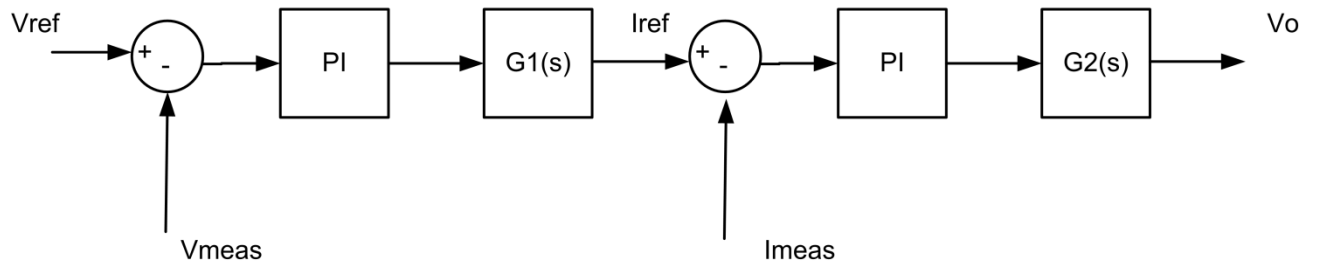 Vref
+
-
PI
G1(s)
Iref
+
-
PI
G2(s)
Vo
Vmeas
Imeas